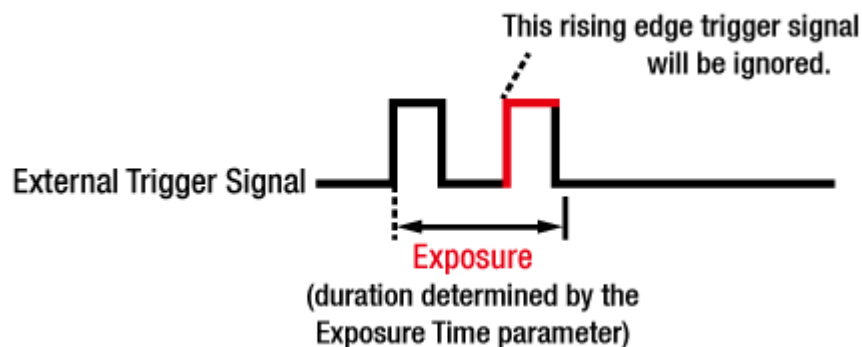 This rising edge trigger signal
will be ignored.
External Trigger Signal
Exposure
(duration determined by the
Exposure Time parameter)